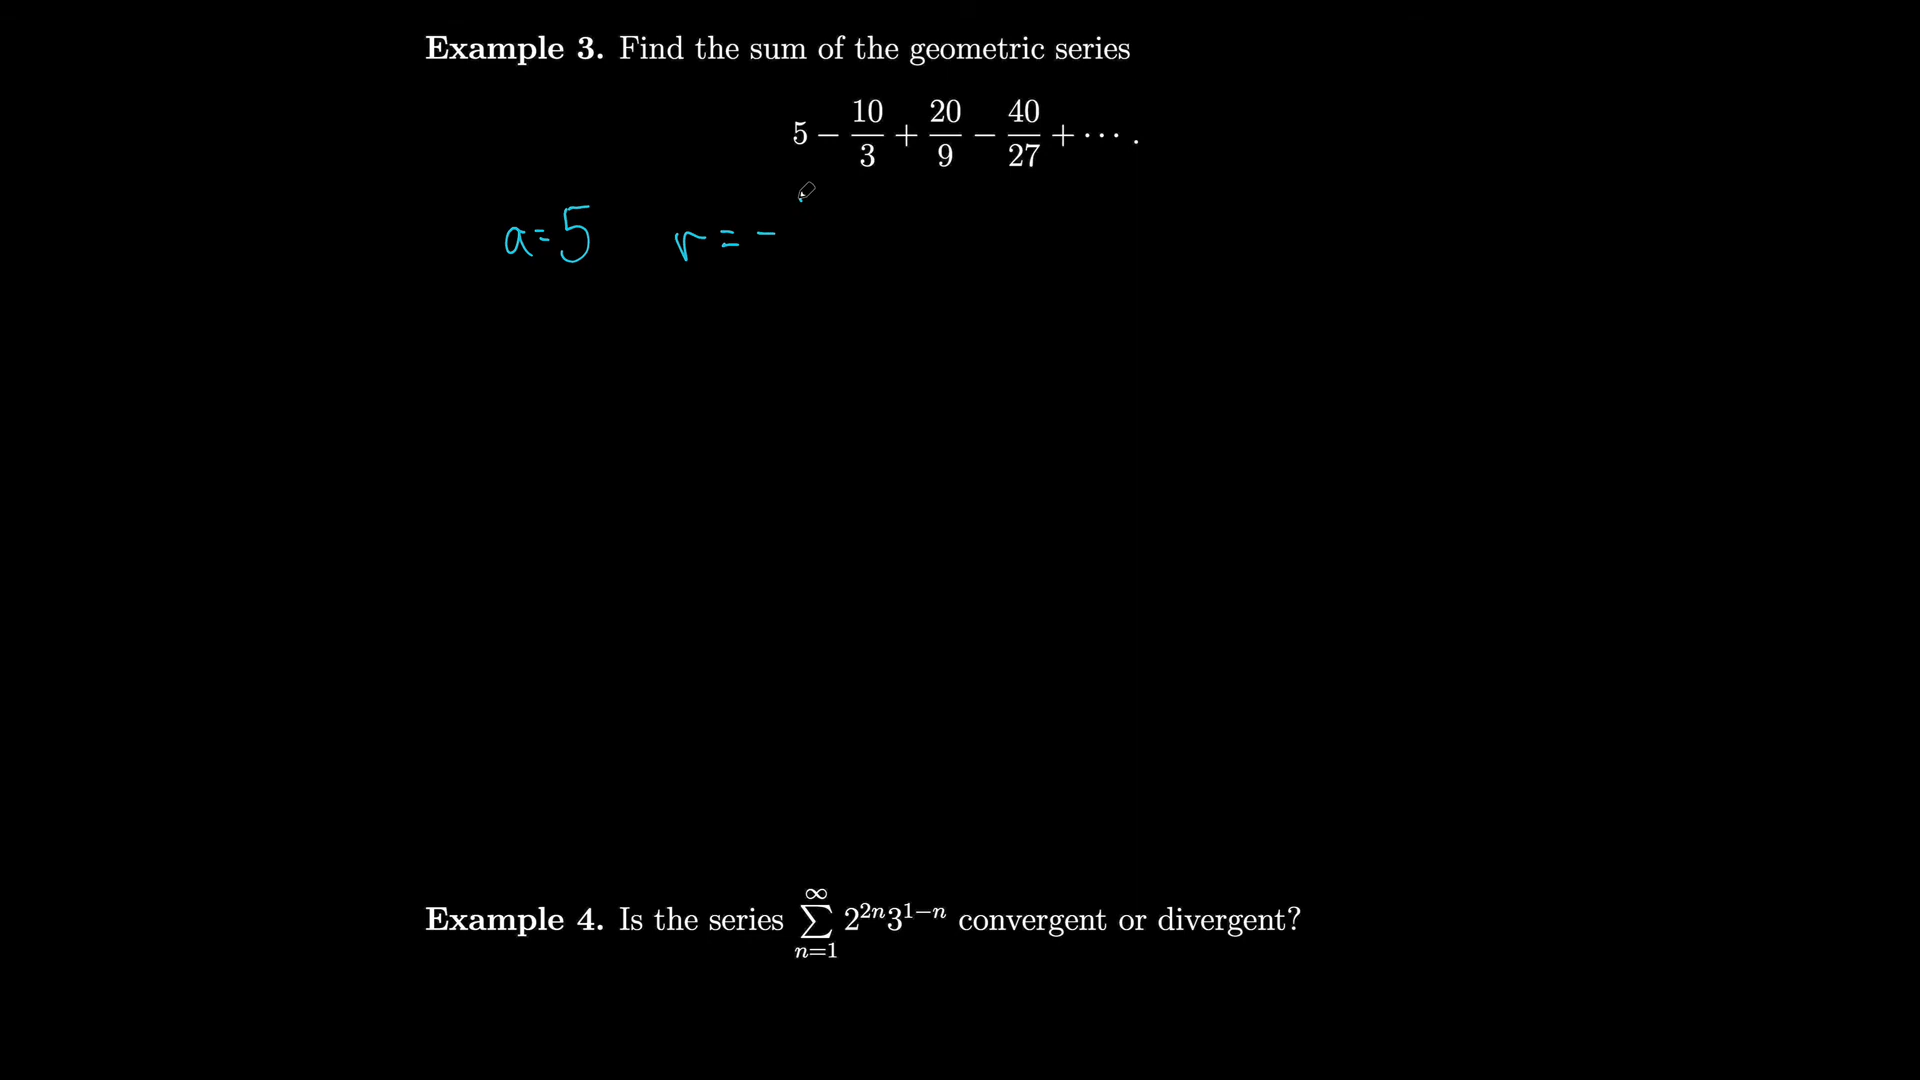 Example 3. Find the sum of the geometric series
5 − 10/3 + 20/9 − 40/27 + ⋯ .
a = 5 r = −
Example 4. Is the series ∑_{n=1}^{∞} 2^{2n}3^{1−n} convergent or divergent?